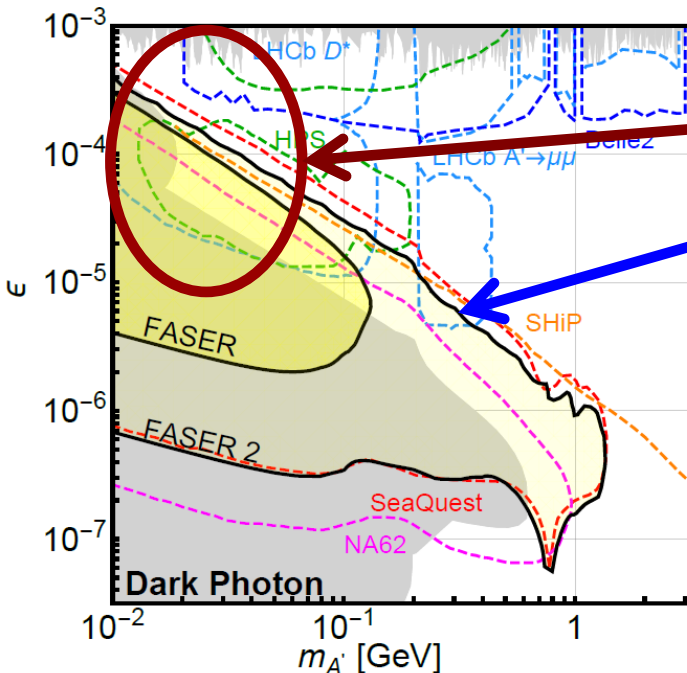 10⁻³
LHCb D*
HPS
10⁻⁴
Belle2
LHCb A'→μμ
10⁻⁵
ϵ
SHiP
FASER
10⁻⁶
FASER 2
SeaQuest
10⁻⁷
NA62
Dark Photon
10⁻² 10⁻¹ 1
m_A' [GeV]